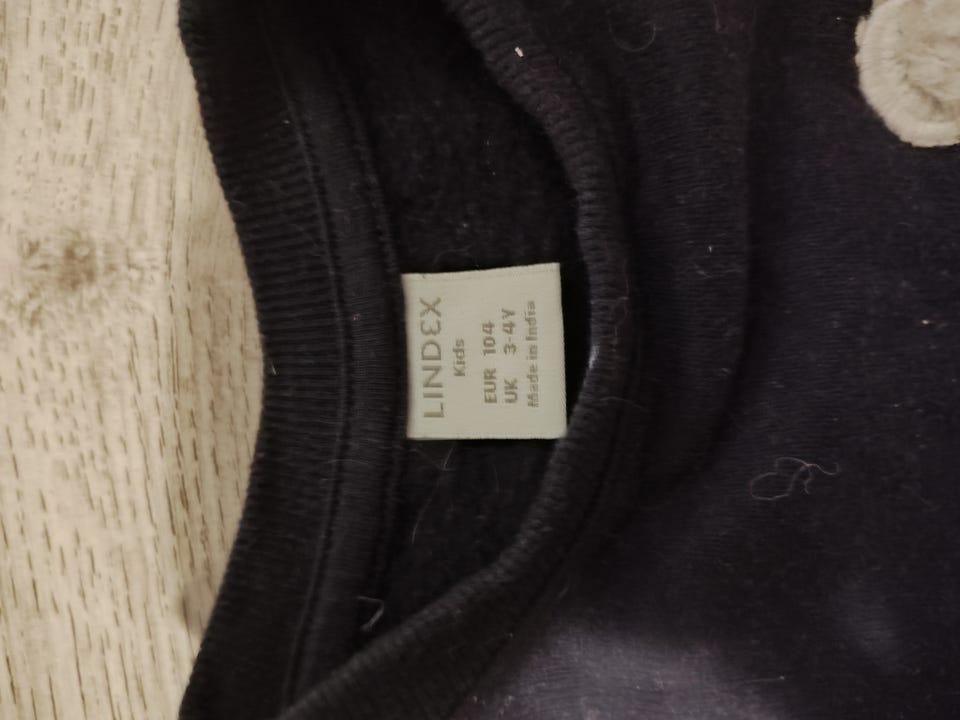 LINDEX
Kids
EUR 104
UK 3-4Y
Made in India